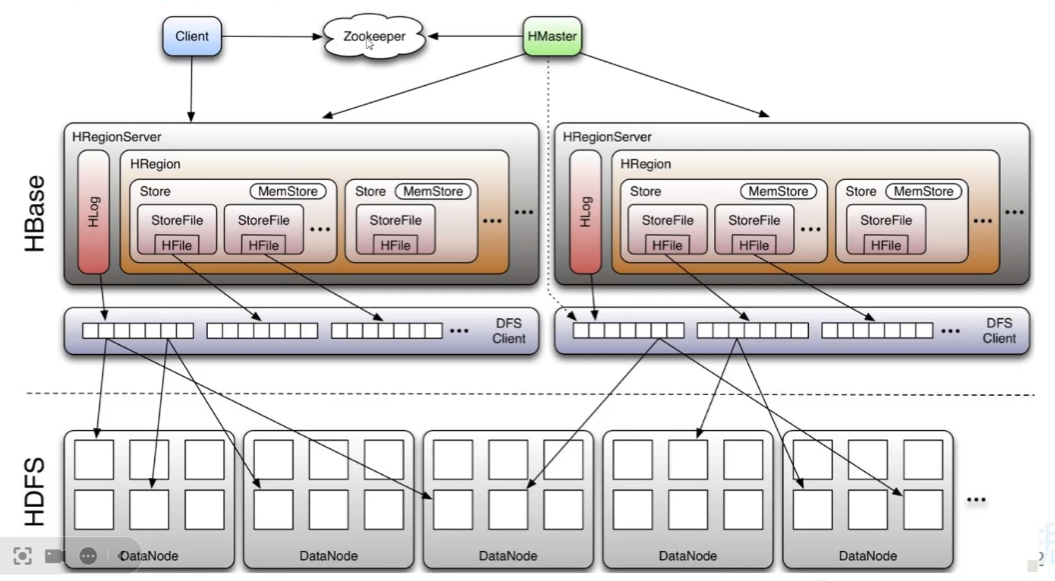 Client
Zookeeper
HMaster
HBase
HRegionServer
HLog
HRegion
Store
MemStore
StoreFile
HFile
StoreFile
HFile
...
Store
MemStore
StoreFile
HFile
...
...
HRegionServer
HLog
HRegion
Store
MemStore
StoreFile
HFile
StoreFile
HFile
...
Store
MemStore
StoreFile
HFile
...
...
...
DFS
Client
...
DFS
Client
HDFS
DataNode
DataNode
DataNode
DataNode
DataNode
...
2